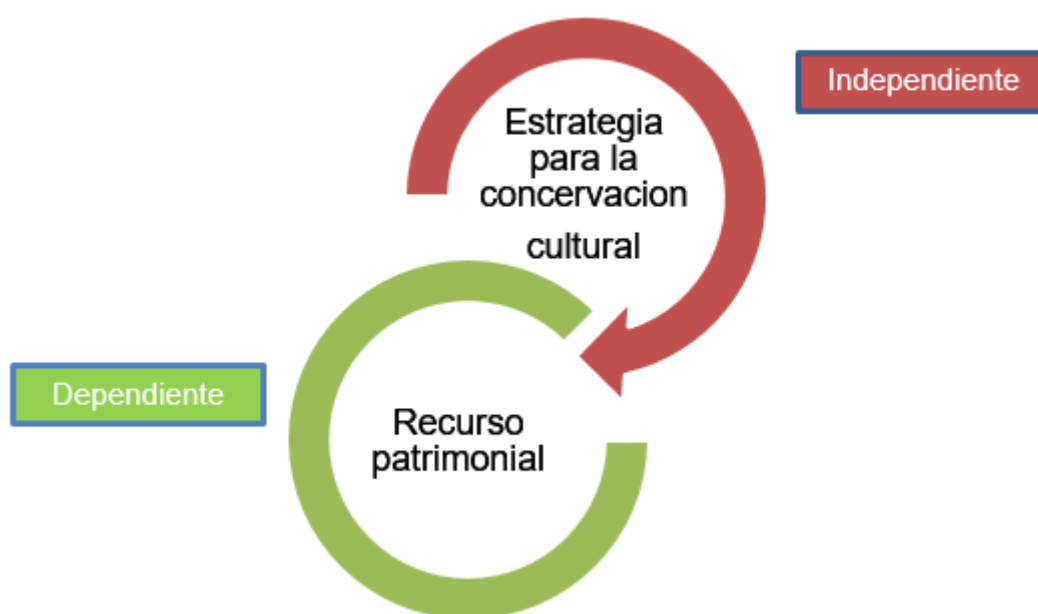 Independiente
Estrategia
para la
concervacion
cultural
Dependiente
Recurso
patrimonial